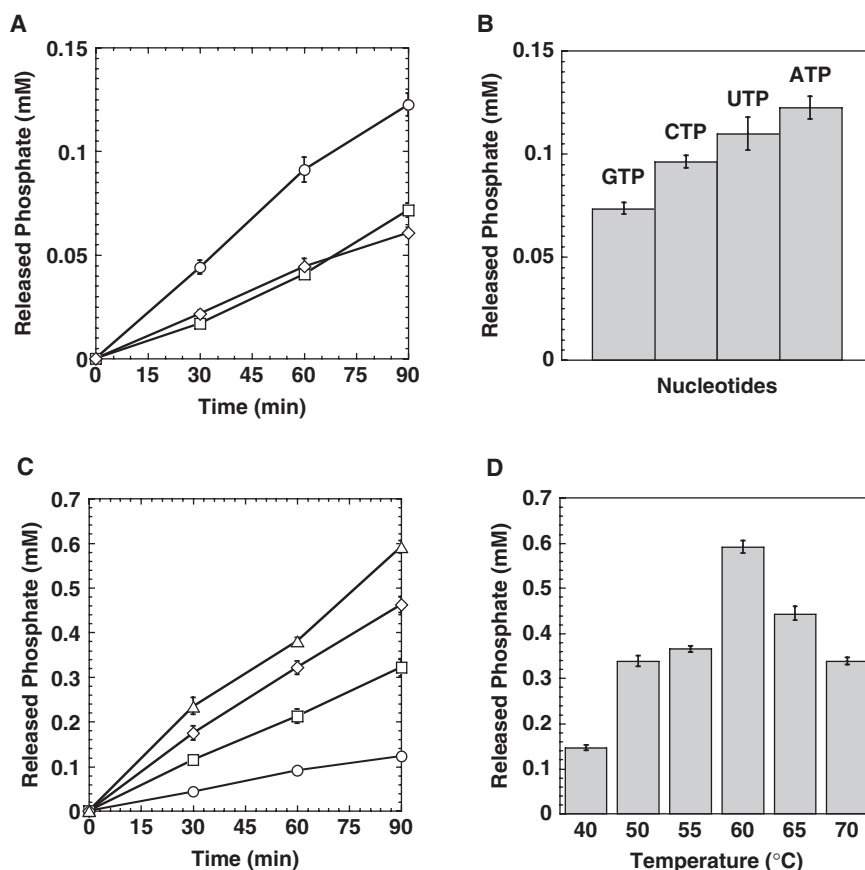 A
Released Phosphate (mM)
0.15
0.1
0.05
0
0 15 30 45 60 75 90
Time (min)
B
Released Phosphate (mM)
0.15
0.1
0.05
0
GTP
CTP
UTP
ATP
Nucleotides
C
Released Phosphate (mM)
0.7
0.6
0.5
0.4
0.3
0.2
0.1
0
0 15 30 45 60 75 90
Time (min)
D
Released Phosphate (mM)
0.7
0.6
0.5
0.4
0.3
0.2
0.1
0
40 50 55 60 65 70
Temperature (°C)